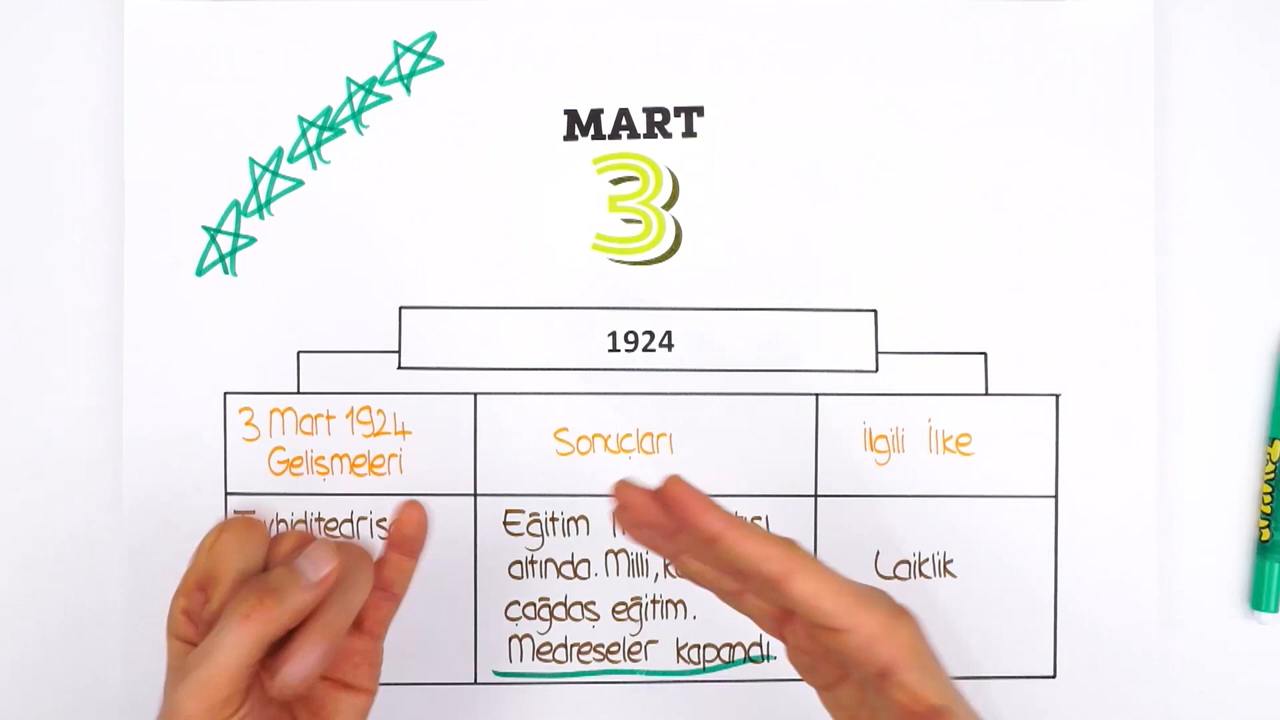 MART
3
1924
3 Mart 1924
Gelişmeleri
Sonuçları
İlgili İlke
Eğitim
altında. Milli,
çağdaş eğitim.
Medreseler kapandı.
Laiklik